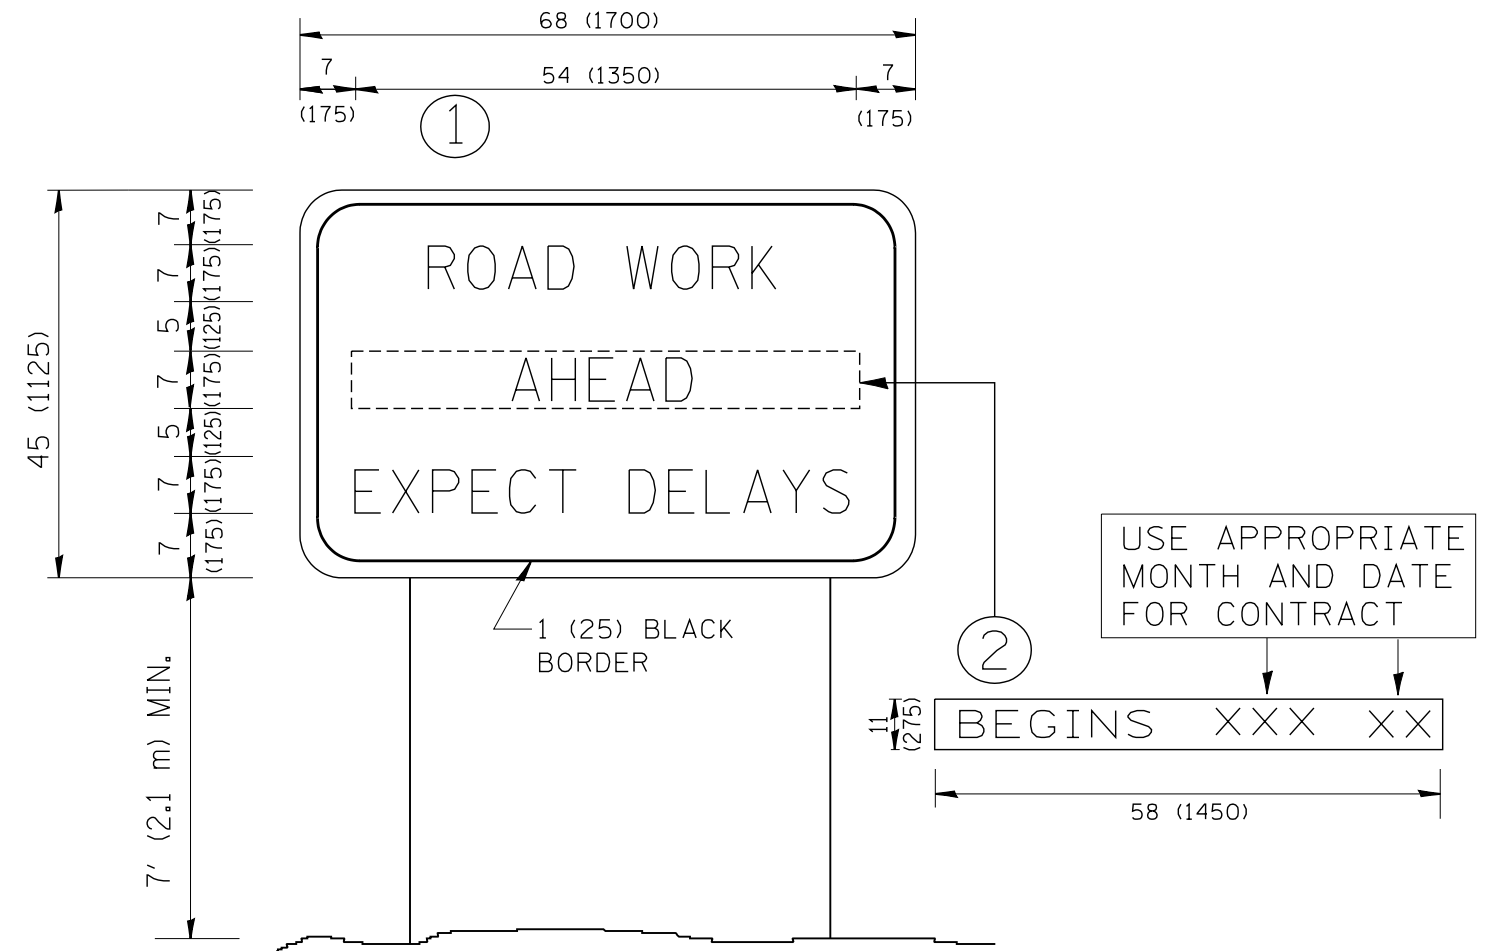 68 (1700)
7
54 (1350)
7
(175)
(175)
1
45 (1125)
7 (175)
7 (175)
5 (125)
7 (175)
5 (125)
7 (175)
7 (175)
ROAD WORK
AHEAD
EXPECT DELAYS
1 (25) BLACK
BORDER
7' (2.1 m) MIN.
2
USE APPROPRIATE
MONTH AND DATE
FOR CONTRACT
11
(275)
BEGINS XXX XX
58 (1450)